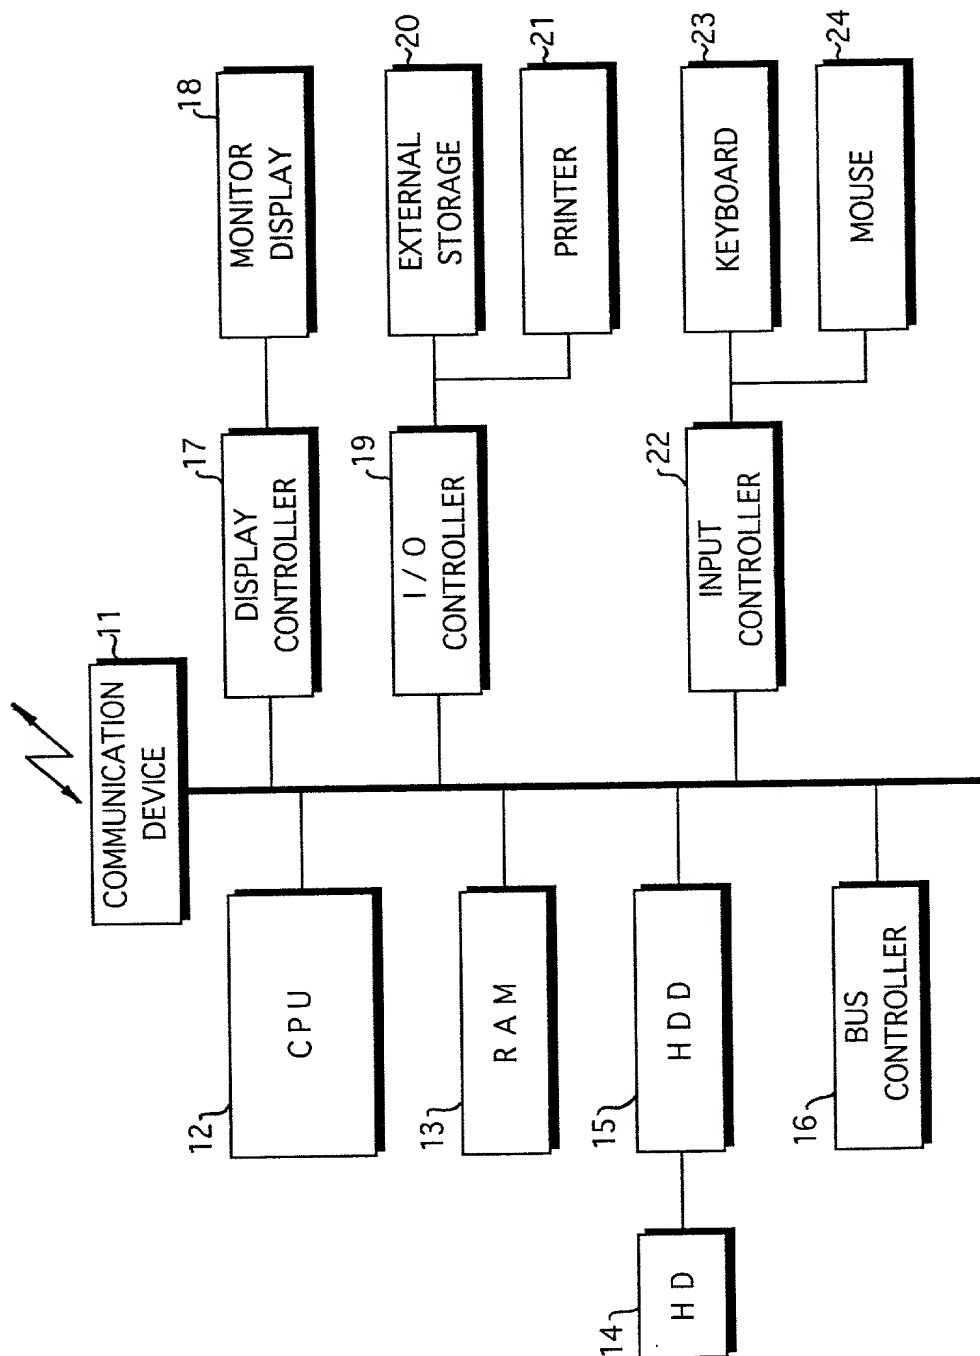 COMMUNICATION
DEVICE
11
CPU
12
RAM
13
HD
14
HDD
15
BUS
CONTROLLER
16
DISPLAY
CONTROLLER
17
MONITOR
DISPLAY
18
I / O
CONTROLLER
19
EXTERNAL
STORAGE
20
PRINTER
21
INPUT
CONTROLLER
22
KEYBOARD
23
MOUSE
24